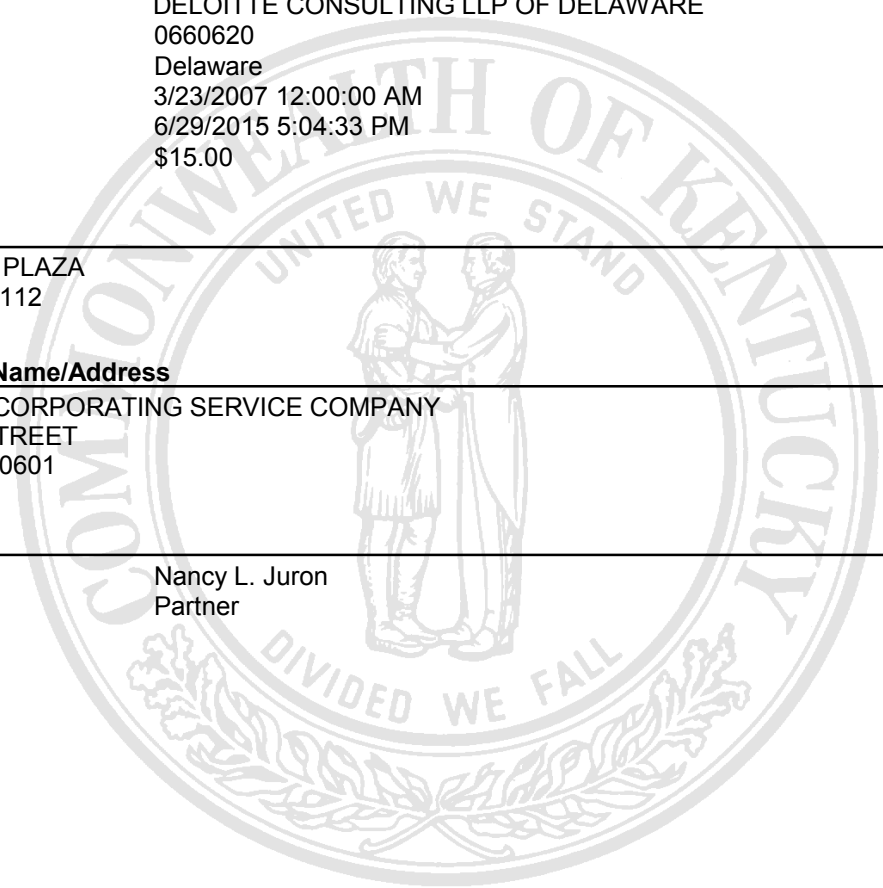 DELOITTE CONSULTING LLP OF DELAWARE
0660620
Delaware
3/23/2007 12:00:00 AM
6/29/2015 5:04:33 PM
$15.00
PLAZA
112
Name/Address
CORPORATING SERVICE COMPANY
TREET
0601
Nancy L. Juron
Partner
COMMONWEALTH OF KENTUCKY
UNITED WE STAND
DIVIDED WE FALL